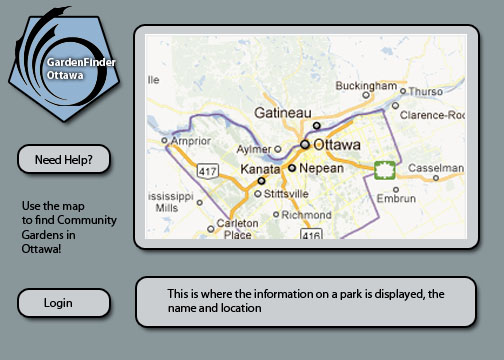 GardenFinder
Ottawa
Need Help?
Use the map
to find Community
Gardens in
Ottawa!
Login
ille
Buckingham
Thurso
Gatineau
Clarence-Roc
Arnprior
Aylmer
Ottawa
417
Kanata
Nepean
Casselman
ississippi
Mills
Stittsville
Embrun
Carleton
Place
Richmond
416
This is where the information on a park is displayed, the
name and location